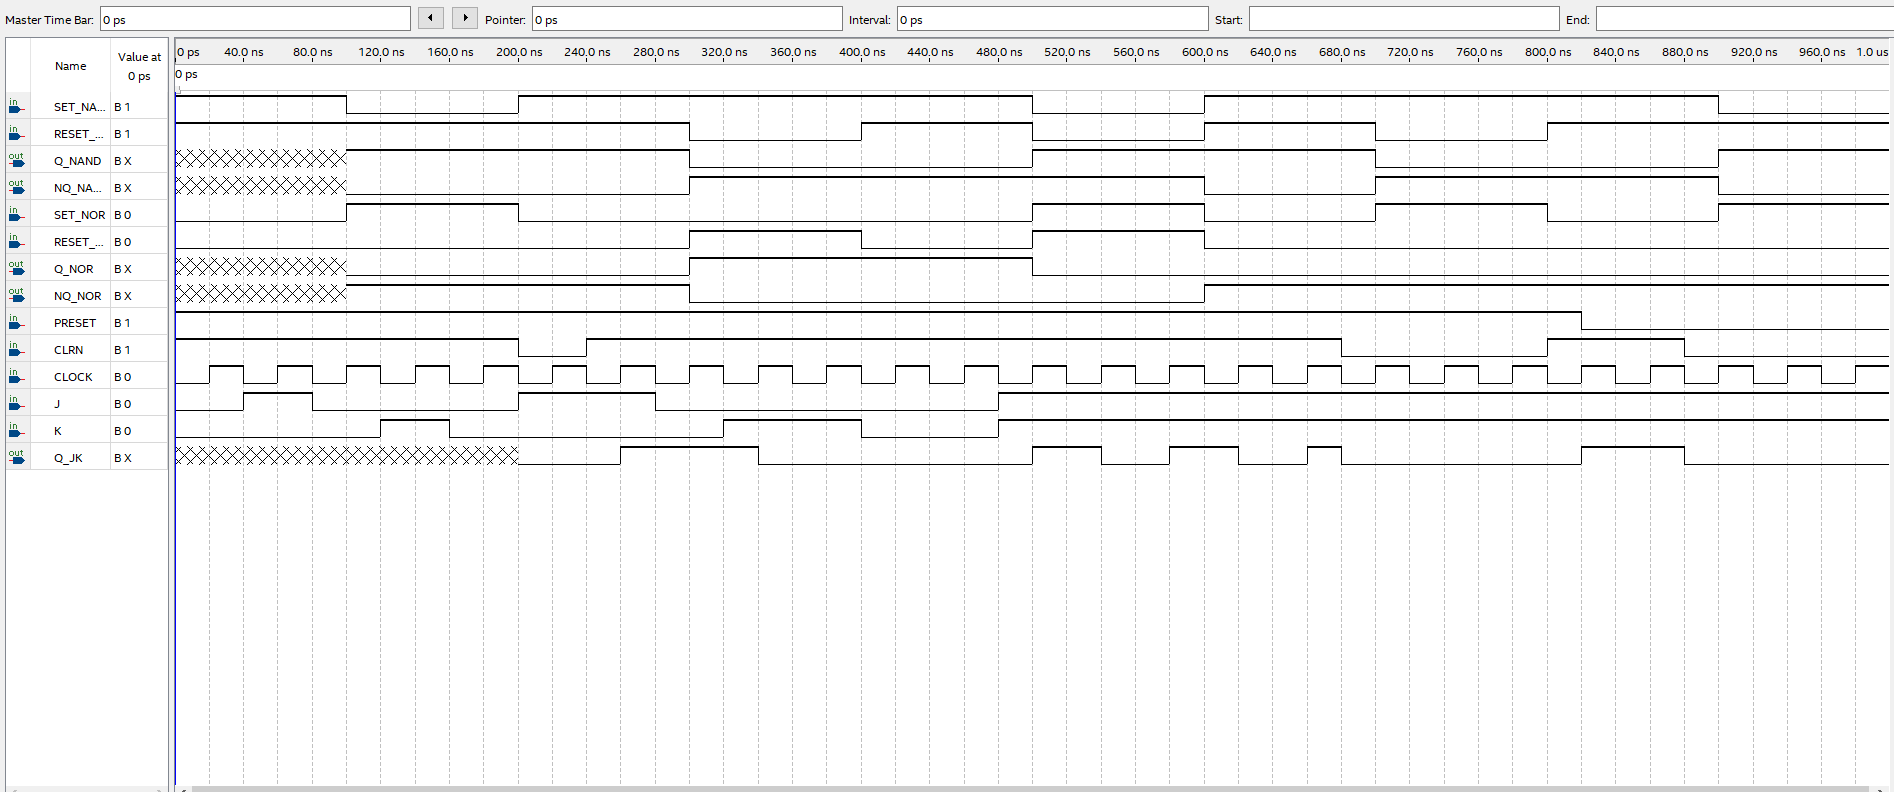 Master Time Bar: 0 ps Pointer: 0 ps Interval: 0 ps Start: End:
Name Value at 0 ps
0 ps 40.0 ns 80.0 ns 120.0 ns 160.0 ns 200.0 ns 240.0 ns 280.0 ns 320.0 ns 360.0 ns 400.0 ns 440.0 ns 480.0 ns 520.0 ns 560.0 ns 600.0 ns 640.0 ns 680.0 ns 720.0 ns 760.0 ns 800.0 ns 840.0 ns 880.0 ns 920.0 ns 960.0 ns 1.0 us
0 ps
in SET_NA... B 1
in RESET_... B 1
out Q_NAND B X
out NQ_NA... B X
in SET_NOR B 0
in RESET_... B 0
out Q_NOR B X
out NQ_NOR B X
in PRESET B 1
in CLRN B 1
in CLOCK B 0
in J B 0
in K B 0
out Q_JK B X